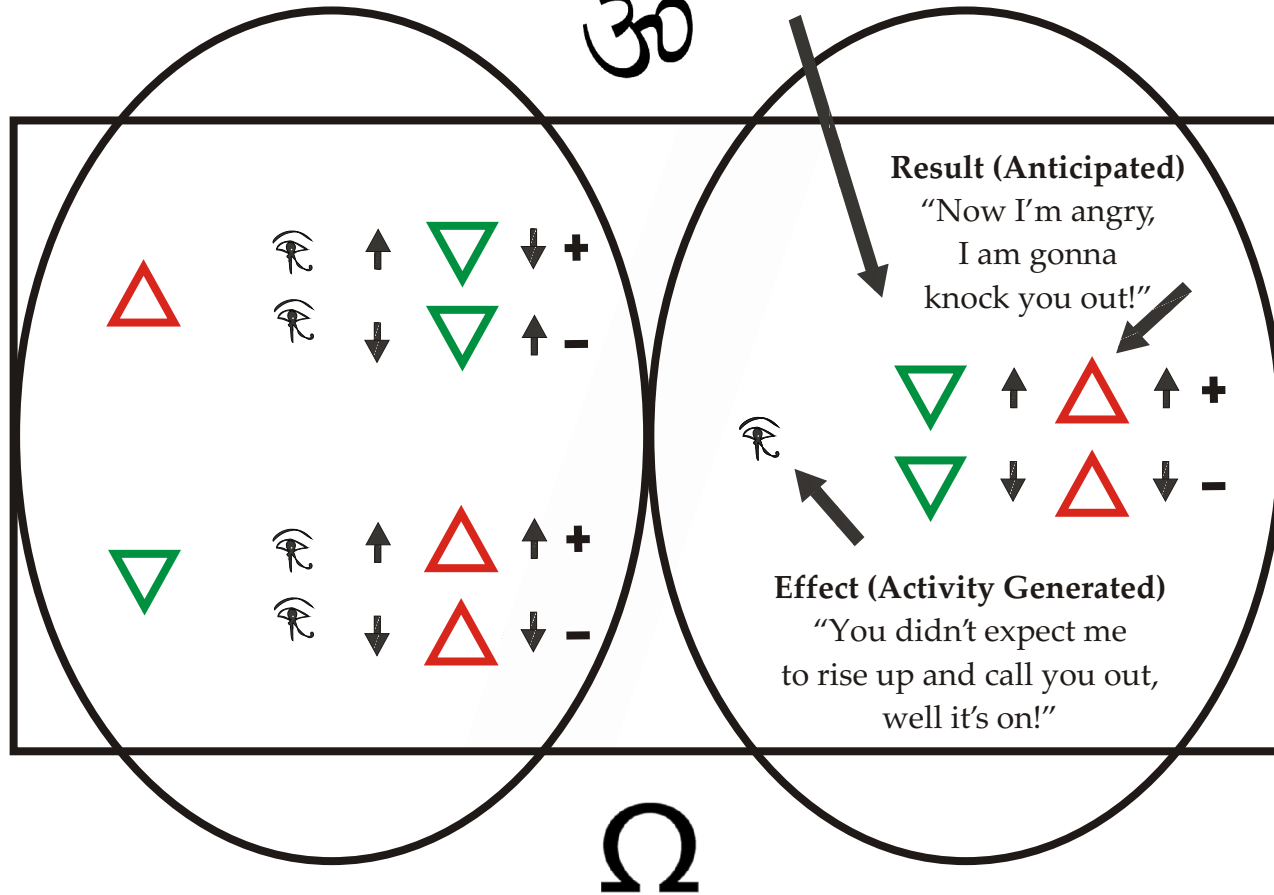 ॐ
Result (Anticipated)
“Now I’m angry,
I am gonna
knock you out!”
+
−
+
−
+
−
Effect (Activity Generated)
“You didn’t expect me
to rise up and call you out,
well it’s on!”
Ω